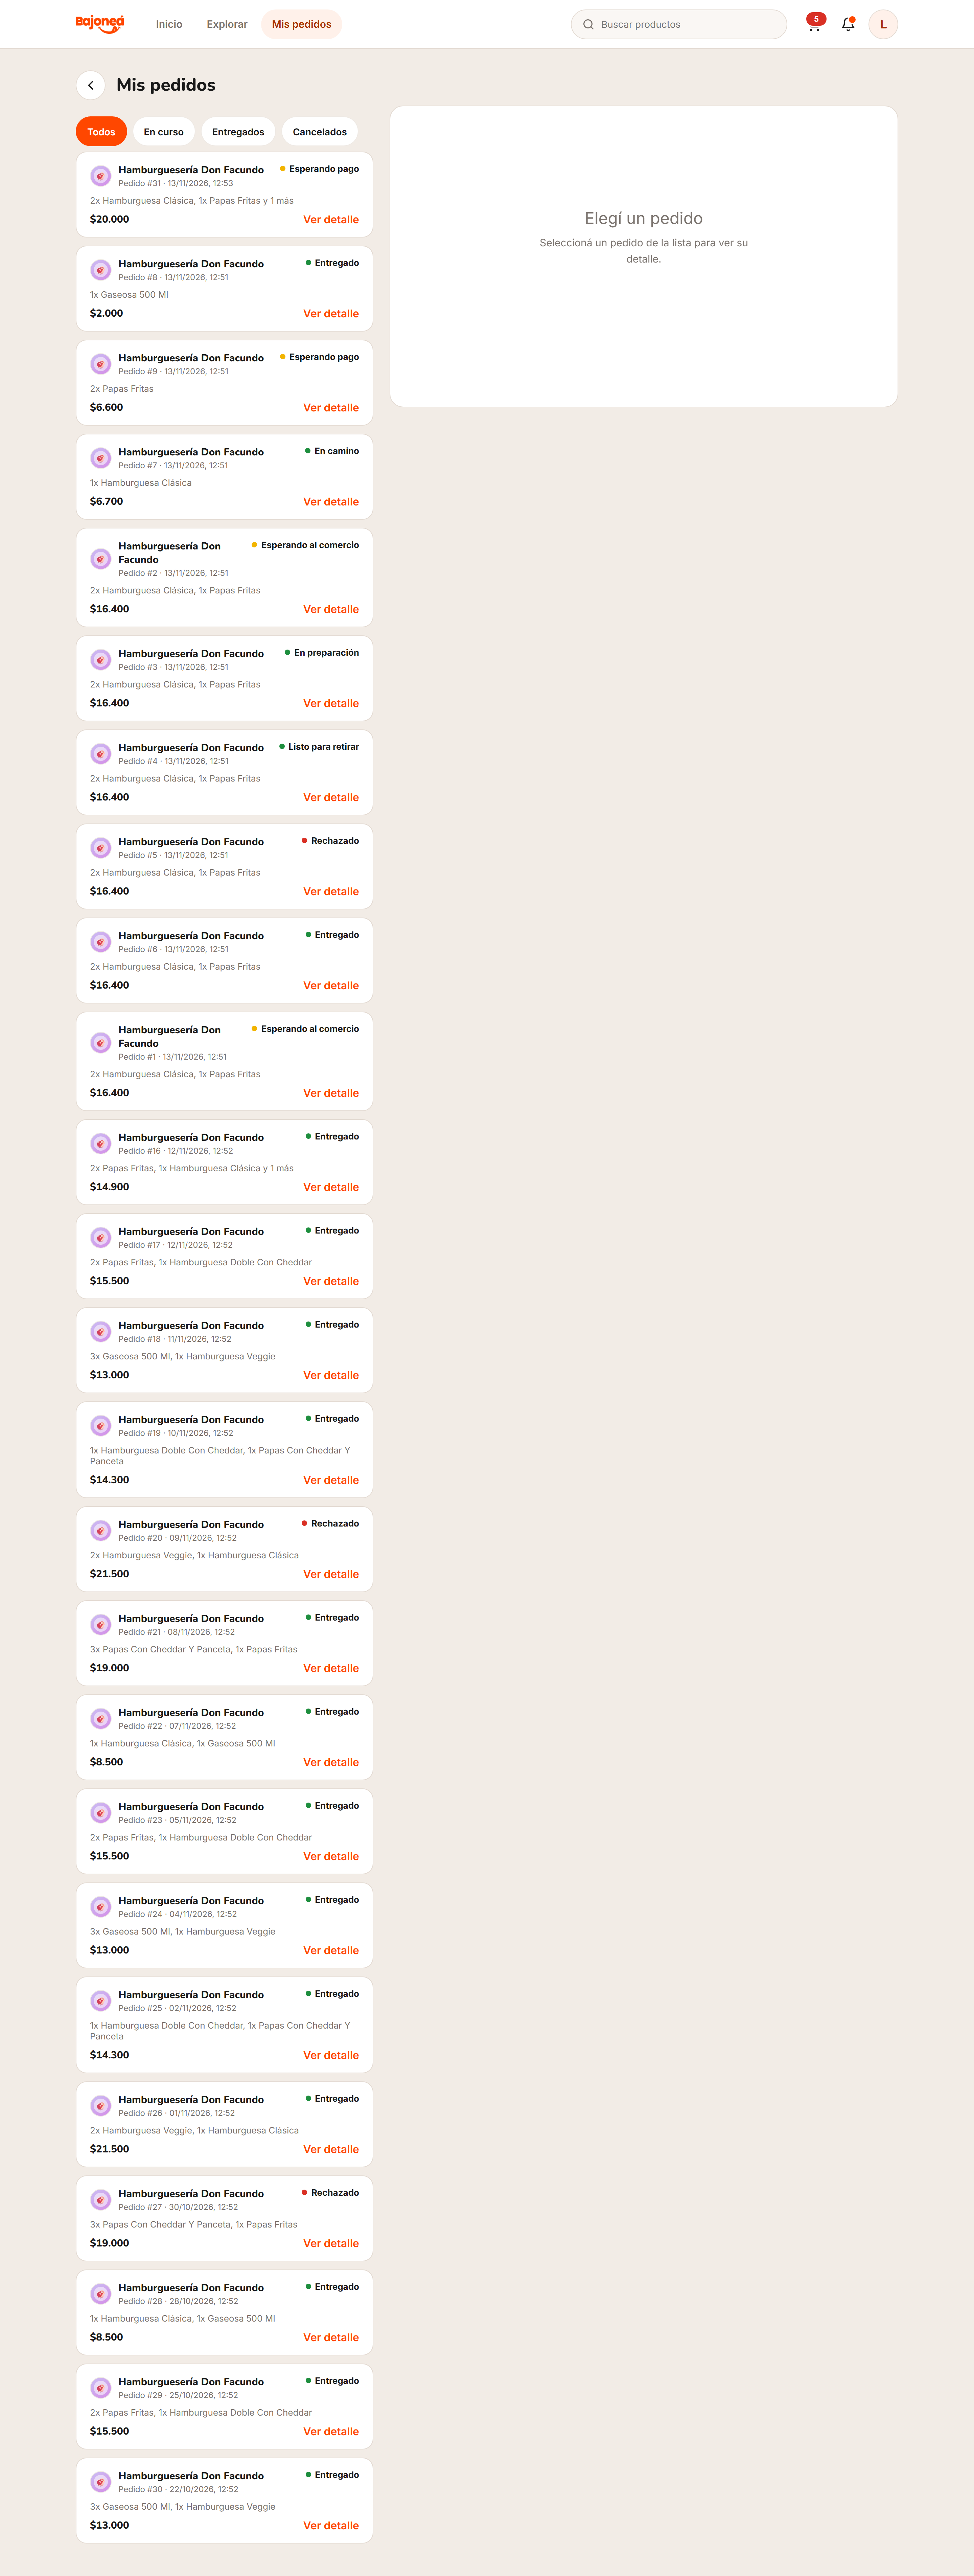 Bajoneá
Inicio
Explorar
Mis pedidos
Buscar productos
5
L
Mis pedidos
Todos
En curso
Entregados
Cancelados
Elegí un pedido
Seleccioná un pedido de la lista para ver su
detalle.
Hamburguesería Don Facundo
Esperando pago
Pedido #31 · 13/11/2026, 12:53
2x Hamburguesa Clásica, 1x Papas Fritas y 1 más
$20.000
Ver detalle
Hamburguesería Don Facundo
Entregado
Pedido #8 · 13/11/2026, 12:51
1x Gaseosa 500 Ml
$2.000
Ver detalle
Hamburguesería Don Facundo
Esperando pago
Pedido #9 · 13/11/2026, 12:51
2x Papas Fritas
$6.600
Ver detalle
Hamburguesería Don Facundo
En camino
Pedido #7 · 13/11/2026, 12:51
1x Hamburguesa Clásica
$6.700
Ver detalle
Hamburguesería Don
Facundo
Esperando al comercio
Pedido #2 · 13/11/2026, 12:51
2x Hamburguesa Clásica, 1x Papas Fritas
$16.400
Ver detalle
Hamburguesería Don Facundo
En preparación
Pedido #3 · 13/11/2026, 12:51
2x Hamburguesa Clásica, 1x Papas Fritas
$16.400
Ver detalle
Hamburguesería Don Facundo
Listo para retirar
Pedido #4 · 13/11/2026, 12:51
2x Hamburguesa Clásica, 1x Papas Fritas
$16.400
Ver detalle
Hamburguesería Don Facundo
Rechazado
Pedido #5 · 13/11/2026, 12:51
2x Hamburguesa Clásica, 1x Papas Fritas
$16.400
Ver detalle
Hamburguesería Don Facundo
Entregado
Pedido #6 · 13/11/2026, 12:51
2x Hamburguesa Clásica, 1x Papas Fritas
$16.400
Ver detalle
Hamburguesería Don
Facundo
Esperando al comercio
Pedido #1 · 13/11/2026, 12:51
2x Hamburguesa Clásica, 1x Papas Fritas
$16.400
Ver detalle
Hamburguesería Don Facundo
Entregado
Pedido #16 · 12/11/2026, 12:52
2x Papas Fritas, 1x Hamburguesa Clásica y 1 más
$14.900
Ver detalle
Hamburguesería Don Facundo
Entregado
Pedido #17 · 12/11/2026, 12:52
2x Papas Fritas, 1x Hamburguesa Doble Con Cheddar
$15.500
Ver detalle
Hamburguesería Don Facundo
Entregado
Pedido #18 · 11/11/2026, 12:52
3x Gaseosa 500 Ml, 1x Hamburguesa Veggie
$13.000
Ver detalle
Hamburguesería Don Facundo
Entregado
Pedido #19 · 10/11/2026, 12:52
1x Hamburguesa Doble Con Cheddar, 1x Papas Con Cheddar Y
Panceta
$14.300
Ver detalle
Hamburguesería Don Facundo
Rechazado
Pedido #20 · 09/11/2026, 12:52
2x Hamburguesa Veggie, 1x Hamburguesa Clásica
$21.500
Ver detalle
Hamburguesería Don Facundo
Entregado
Pedido #21 · 08/11/2026, 12:52
3x Papas Con Cheddar Y Panceta, 1x Papas Fritas
$19.000
Ver detalle
Hamburguesería Don Facundo
Entregado
Pedido #22 · 07/11/2026, 12:52
1x Hamburguesa Clásica, 1x Gaseosa 500 Ml
$8.500
Ver detalle
Hamburguesería Don Facundo
Entregado
Pedido #23 · 05/11/2026, 12:52
2x Papas Fritas, 1x Hamburguesa Doble Con Cheddar
$15.500
Ver detalle
Hamburguesería Don Facundo
Entregado
Pedido #24 · 04/11/2026, 12:52
3x Gaseosa 500 Ml, 1x Hamburguesa Veggie
$13.000
Ver detalle
Hamburguesería Don Facundo
Entregado
Pedido #25 · 02/11/2026, 12:52
1x Hamburguesa Doble Con Cheddar, 1x Papas Con Cheddar Y
Panceta
$14.300
Ver detalle
Hamburguesería Don Facundo
Entregado
Pedido #26 · 01/11/2026, 12:52
2x Hamburguesa Veggie, 1x Hamburguesa Clásica
$21.500
Ver detalle
Hamburguesería Don Facundo
Rechazado
Pedido #27 · 30/10/2026, 12:52
3x Papas Con Cheddar Y Panceta, 1x Papas Fritas
$19.000
Ver detalle
Hamburguesería Don Facundo
Entregado
Pedido #28 · 28/10/2026, 12:52
1x Hamburguesa Clásica, 1x Gaseosa 500 Ml
$8.500
Ver detalle
Hamburguesería Don Facundo
Entregado
Pedido #29 · 25/10/2026, 12:52
2x Papas Fritas, 1x Hamburguesa Doble Con Cheddar
$15.500
Ver detalle
Hamburguesería Don Facundo
Entregado
Pedido #30 · 22/10/2026, 12:52
3x Gaseosa 500 Ml, 1x Hamburguesa Veggie
$13.000
Ver detalle